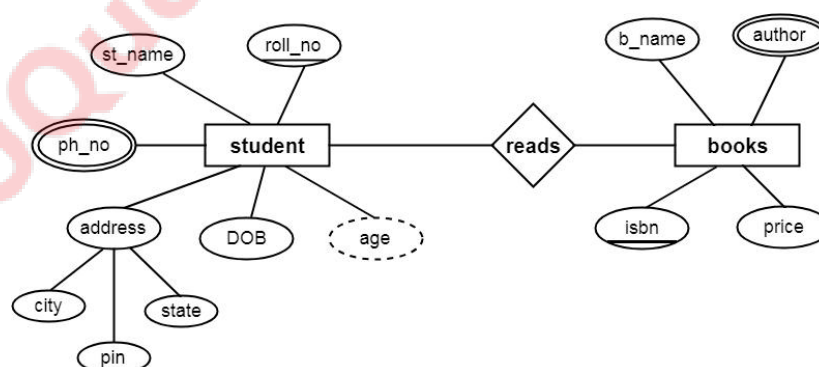 st_name
roll_no
b_name
author
ph_no
student
reads
books
address
DOB
age
isbn
price
city
state
pin